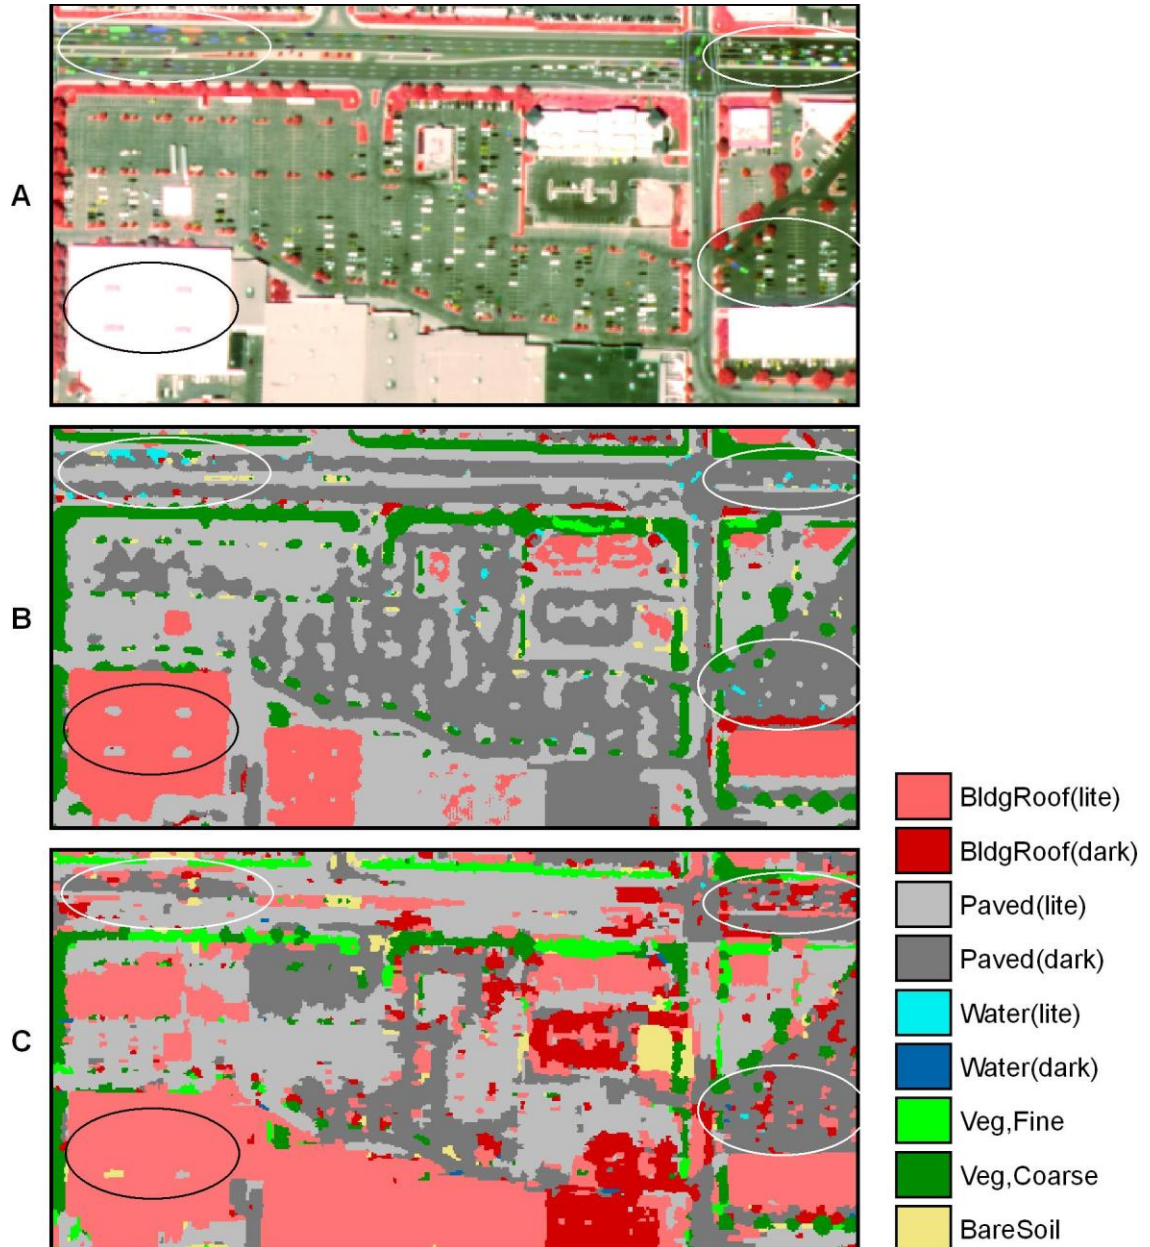 A
B
C
BldgRoof(lite)
BldgRoof(dark)
Paved(lite)
Paved(dark)
Water(lite)
Water(dark)
Veg,Fine
Veg,Coarse
BareSoil